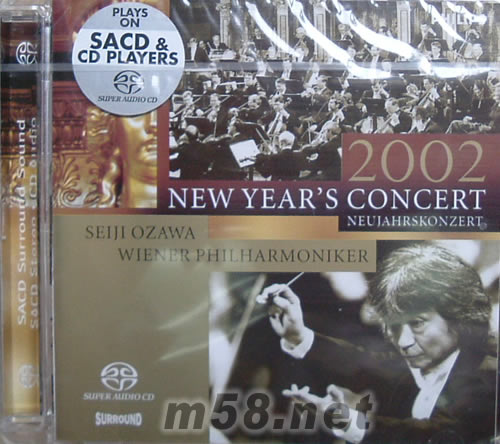 PLAYS
ON
SACD &
CD PLAYERS
SUPER AUDIO CD
2002
NEW YEAR'S CONCERT
NEUJAHRSKONZERT
SEIJI OZAWA
WIENER PHILHARMONIKER
SUPER AUDIO CD
SURROUND
SACD Surround Sound
SACD Stereo CD Audio
m58.net